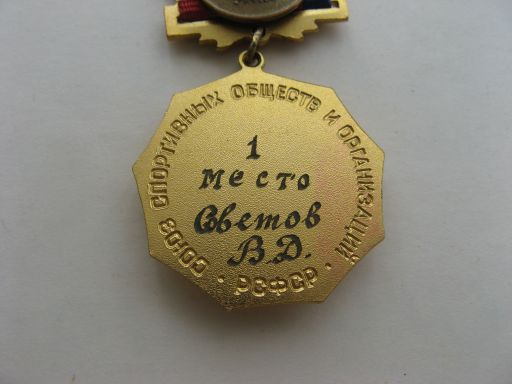 СОЮЗ СПОРТИВНЫХ ОБЩЕСТВ И ОРГАНИЗАЦИЙ
· РСФСР ·
1
место
Светов
В.Д.